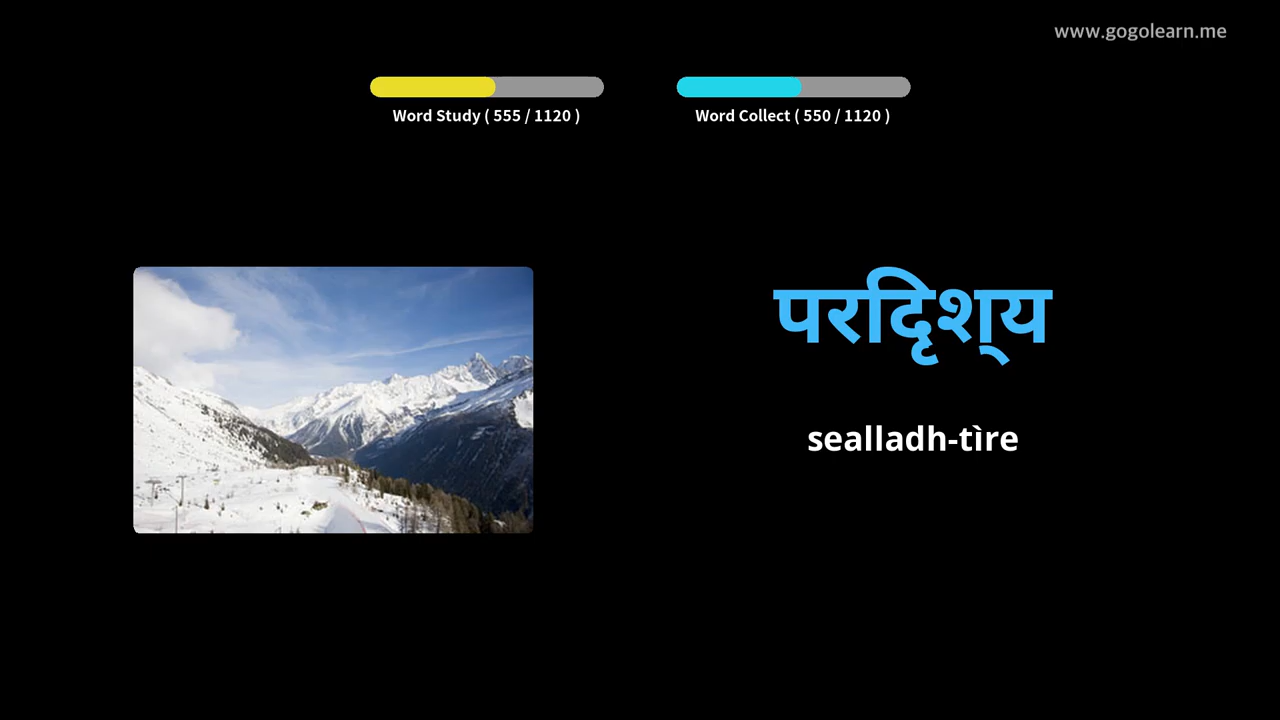 www.gogolearn.me
Word Study ( 555 / 1120 )
Word Collect ( 550 / 1120 )
परदिृश्‌य
sealladh-tìre